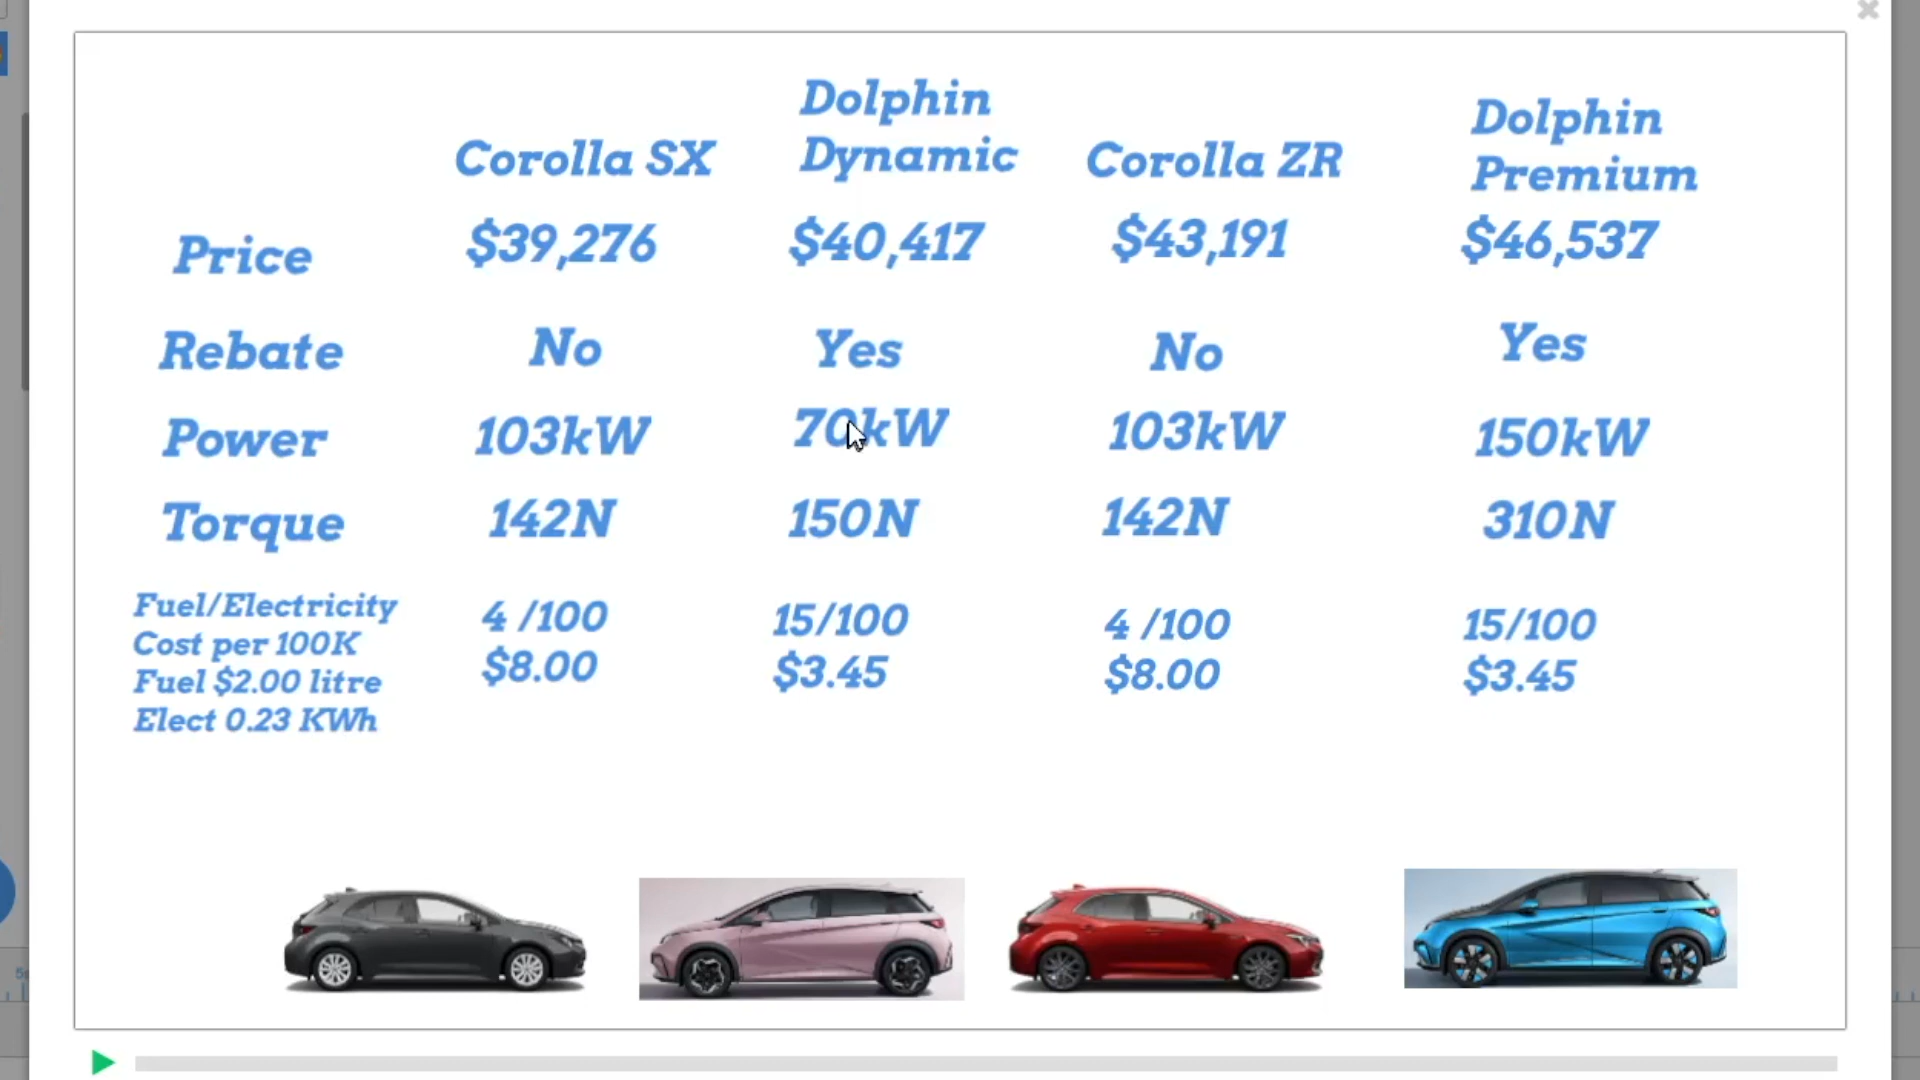 Corolla SX
Dolphin
Dynamic
Corolla ZR
Dolphin
Premium
Price
$39,276
$40,417
$43,191
$46,537
Rebate
No
Yes
No
Yes
Power
103kW
70kW
103kW
150kW
Torque
142N
150N
142N
310N
Fuel/Electricity
Cost per 100K
Fuel $2.00 litre
Elect 0.23 KWh
4 /100
$8.00
15/100
$3.45
4 /100
$8.00
15/100
$3.45